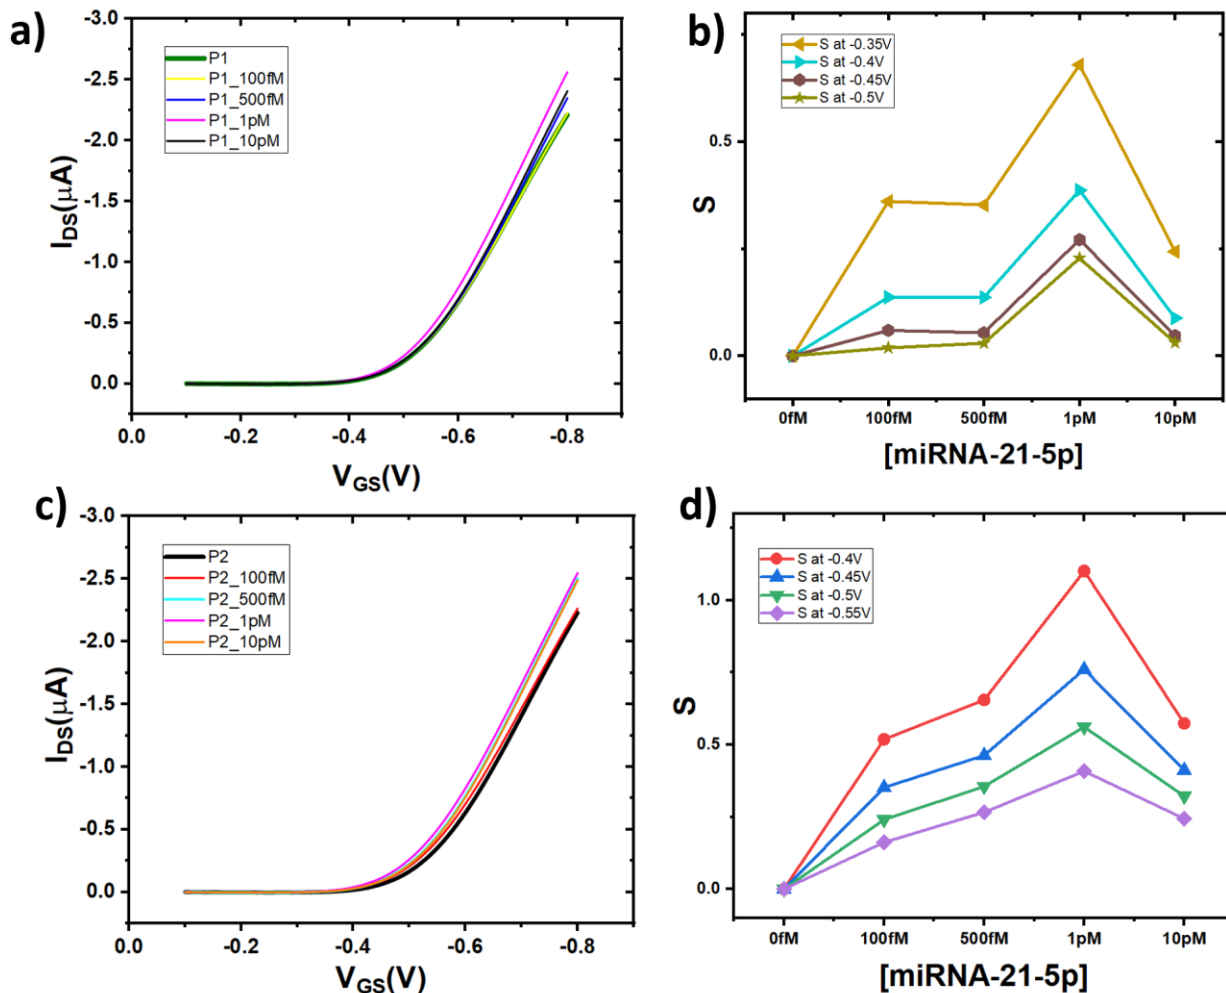 a)
-3.0
-2.5
-2.0
-1.5
-1.0
-0.5
0.0
I_DS(μA)
P1
P1_100fM
P1_500fM
P1_1pM
P1_10pM
0.0 -0.2 -0.4 -0.6 -0.8
V_GS(V)
b)
S
0.5
0.0
S at -0.35V
S at -0.4V
S at -0.45V
S at -0.5V
0fM 100fM 500fM 1pM 10pM
[miRNA-21-5p]
c)
-3.0
-2.5
-2.0
-1.5
-1.0
-0.5
0.0
I_DS(μA)
P2
P2_100fM
P2_500fM
P2_1pM
P2_10pM
0.0 -0.2 -0.4 -0.6 -0.8
V_GS(V)
d)
S
1.0
0.5
0.0
S at -0.4V
S at -0.45V
S at -0.5V
S at -0.55V
0fM 100fM 500fM 1pM 10pM
[miRNA-21-5p]